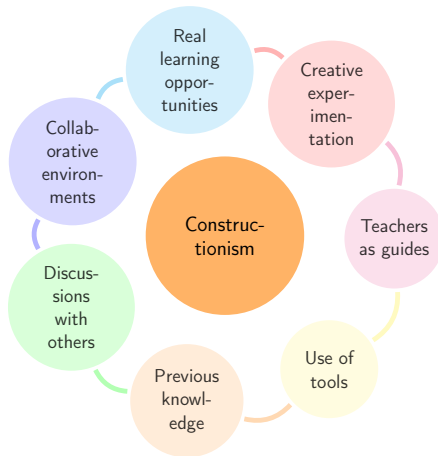 Real
learning
oppor-
tunities
Creative
exper-
imen-
tation
Teachers
as guides
Use of
tools
Previous
knowl-
edge
Discus-
sions
with
others
Collab-
orative
environ-
ments
Construc-
tionism